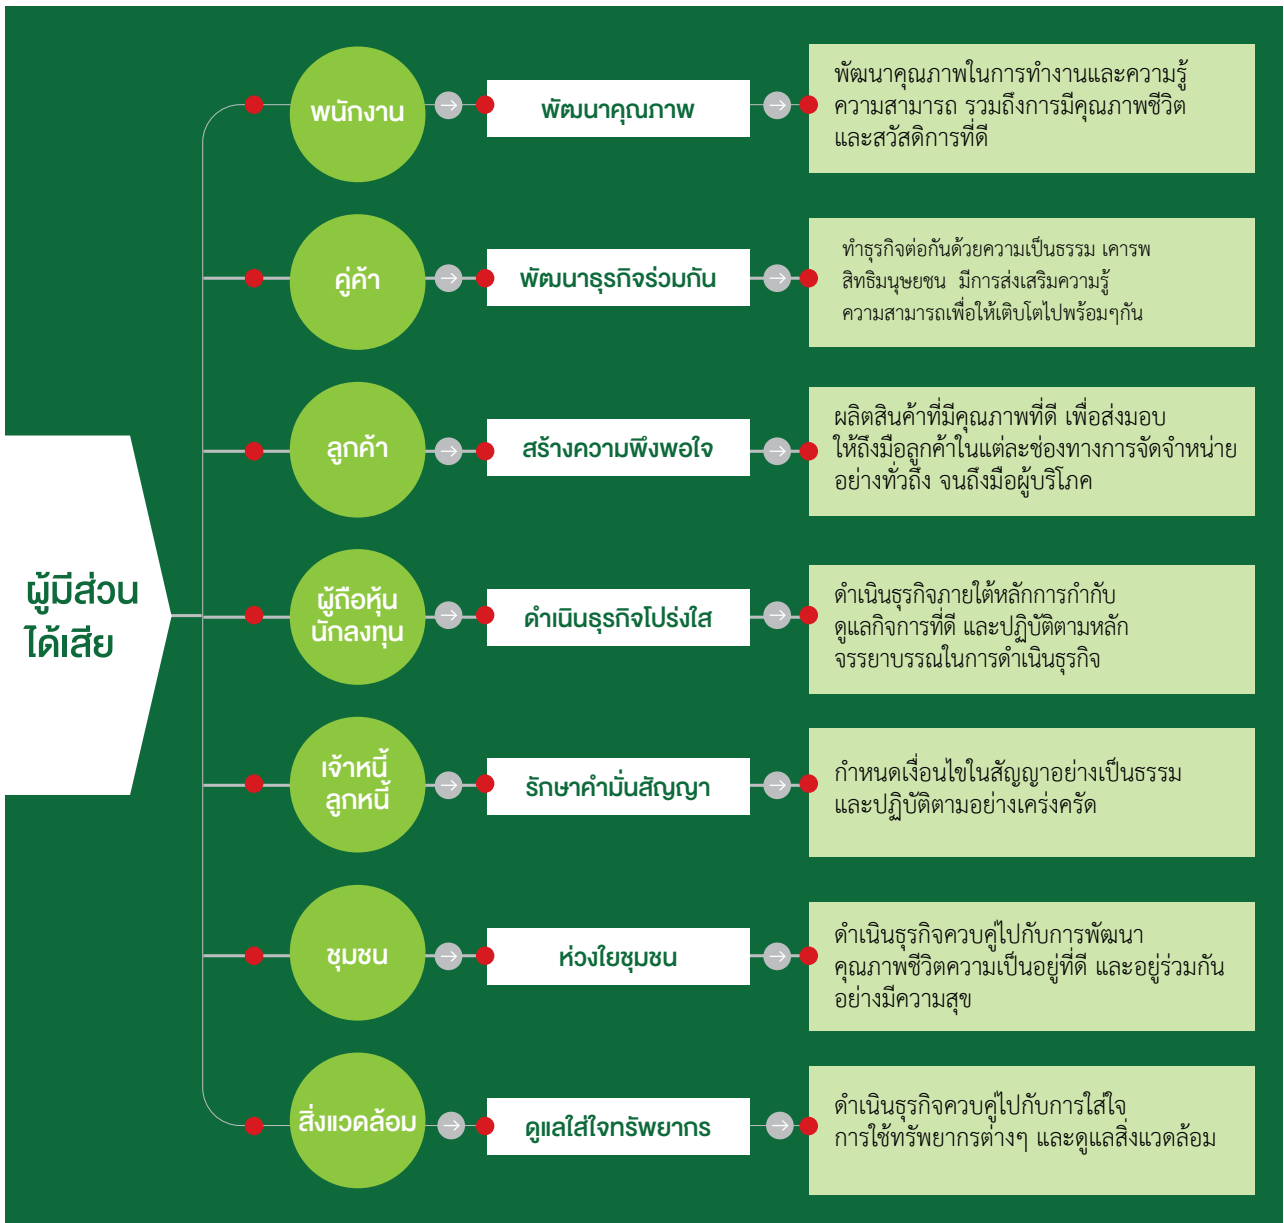 ผู้มีส่วน
ได้เสีย
พนักงาน
พัฒนาคุณภาพ
พัฒนาคุณภาพในการทำงานและความรู้
ความสามารถ รวมถึงการมีคุณภาพชีวิต
และสวัสดิการที่ดี
คู่ค้า
พัฒนาธุรกิจร่วมกัน
ทำธุรกิจต่อกันด้วยความเป็นธรรม เคารพ
สิทธิมนุษยชน มีการส่งเสริมความรู้
ความสามารถเพื่อให้เติบโตไปพร้อมๆกัน
ลูกค้า
สร้างความพึงพอใจ
ผลิตสินค้าที่มีคุณภาพที่ดี เพื่อส่งมอบ
ให้ถึงมือลูกค้าในแต่ละช่องทางการจัดจำหน่าย
อย่างทั่วถึง จนถึงมือผู้บริโภค
ผู้ถือหุ้น
นักลงทุน
ดำเนินธุรกิจโปร่งใส
ดำเนินธุรกิจภายใต้หลักการกำกับ
ดูแลกิจการที่ดี และปฏิบัติตามหลัก
จรรยาบรรณในการดำเนินธุรกิจ
เจ้าหนี้
ลูกหนี้
รักษาคำมั่นสัญญา
กำหนดเงื่อนไขในสัญญาอย่างเป็นธรรม
และปฏิบัติตามอย่างเคร่งครัด
ชุมชน
ห่วงใยชุมชน
ดำเนินธุรกิจควบคู่ไปกับการพัฒนา
คุณภาพชีวิตความเป็นอยู่ที่ดี และอยู่ร่วมกัน
อย่างมีความสุข
สิ่งแวดล้อม
ดูแลใส่ใจทรัพยากร
ดำเนินธุรกิจควบคู่ไปกับการใส่ใจ
การใช้ทรัพยากรต่างๆ และดูแลสิ่งแวดล้อม